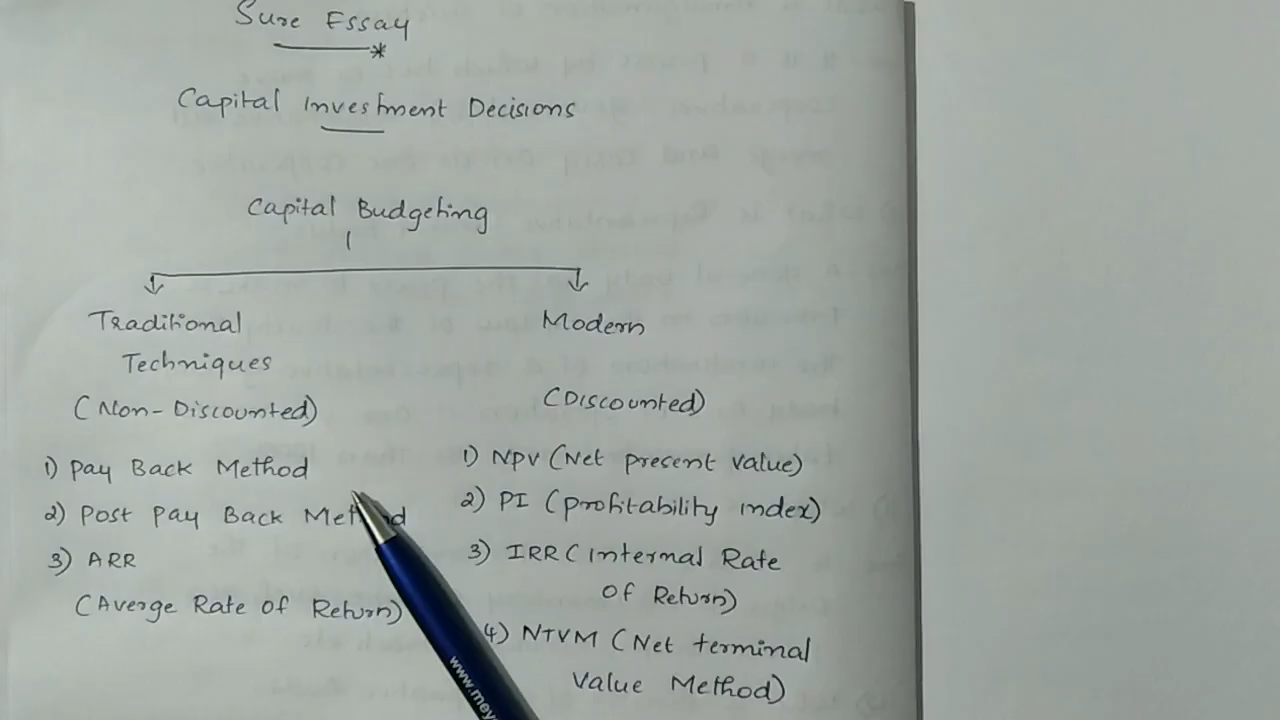 Sure Essay
*
Capital Investment Decisions
Capital Budgeting
Traditional
Techniques
(Non-Discounted)
1) Pay Back Method
2) Post Pay Back Method
3) ARR
(Averge Rate Of Return)
Modern
(Discounted)
1) NPV (Net present value)
2) PI (profitability index)
3) IRR (Internal Rate
Of Return)
4) NTVM (Net terminal
Value Method)
www.mey